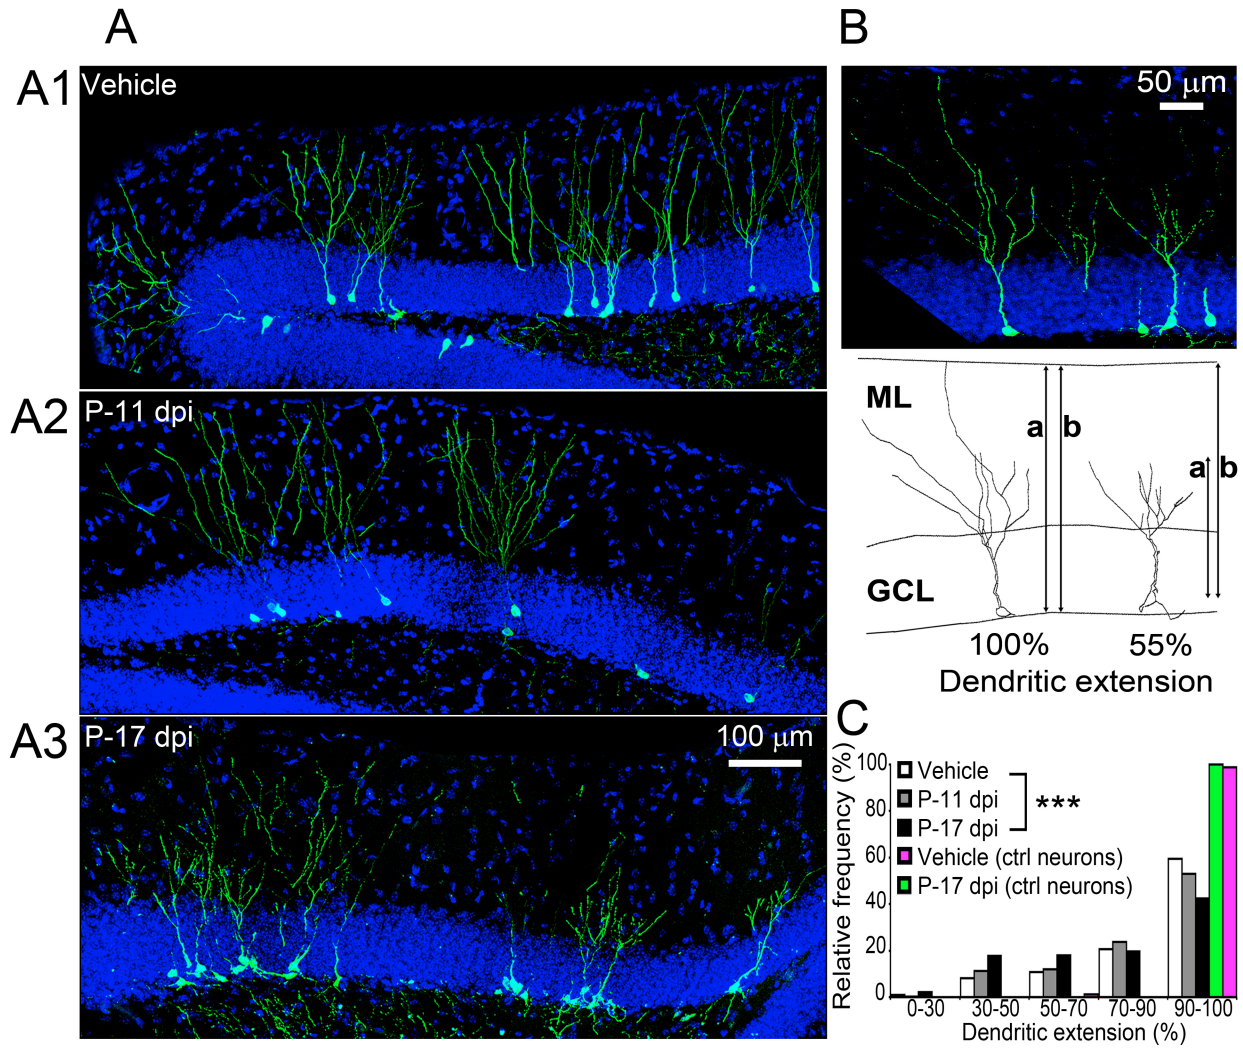 A
A1
Vehicle
A2
P-11 dpi
A3
P-17 dpi
100 μm
B
50 μm
ML
a b
a b
GCL
100% 55%
Dendritic extension
C
Relative frequency (%)
100
80
60
40
20
0
Vehicle
P-11 dpi
P-17 dpi
***
Vehicle (ctrl neurons)
P-17 dpi (ctrl neurons)
0-30 30-50 50-70 70-90 90-100
Dendritic extension (%)